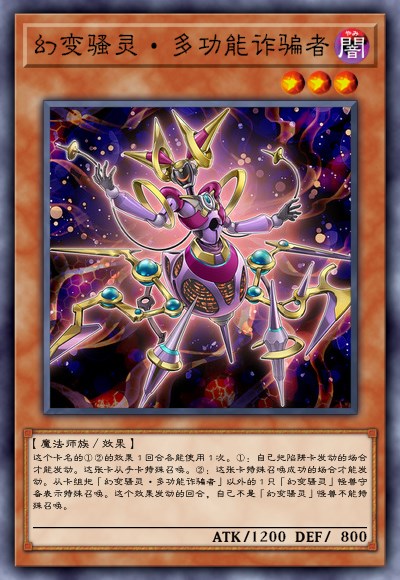 幻变骚灵·多功能诈骗者
やみ
闇
【魔法师族/效果】
这个卡名的①②的效果1回合各能使用1次。①：自己把陷阱卡发动的场合
才能发动。这张卡从手卡特殊召唤。②：这张卡特殊召唤成功的场合才能发
动。从卡组把「幻变骚灵·多功能诈骗者」以外的1只「幻变骚灵」怪兽守
备表示特殊召唤。这个效果发动的回合，自己不是「幻变骚灵」怪兽不能特
殊召唤。
ATK/1200 DEF/ 800